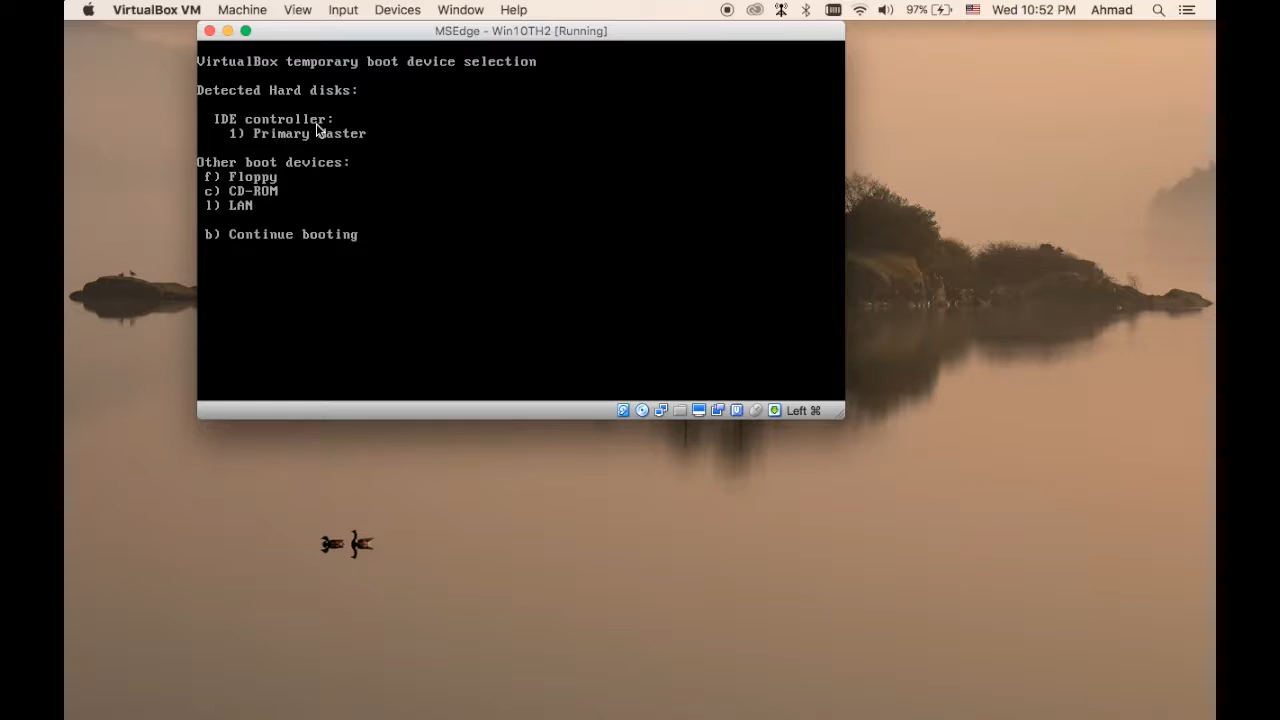 VirtualBox VM Machine View Input Devices Window Help 97% Wed 10:52 PM Ahmad
MSEdge - Win10TH2 [Running]
VirtualBox temporary boot device selection
Detected Hard disks:
IDE controller:
1) Primary Master
Other boot devices:
f) Floppy
c) CD-ROM
l) LAN
b) Continue booting
Left ⌘